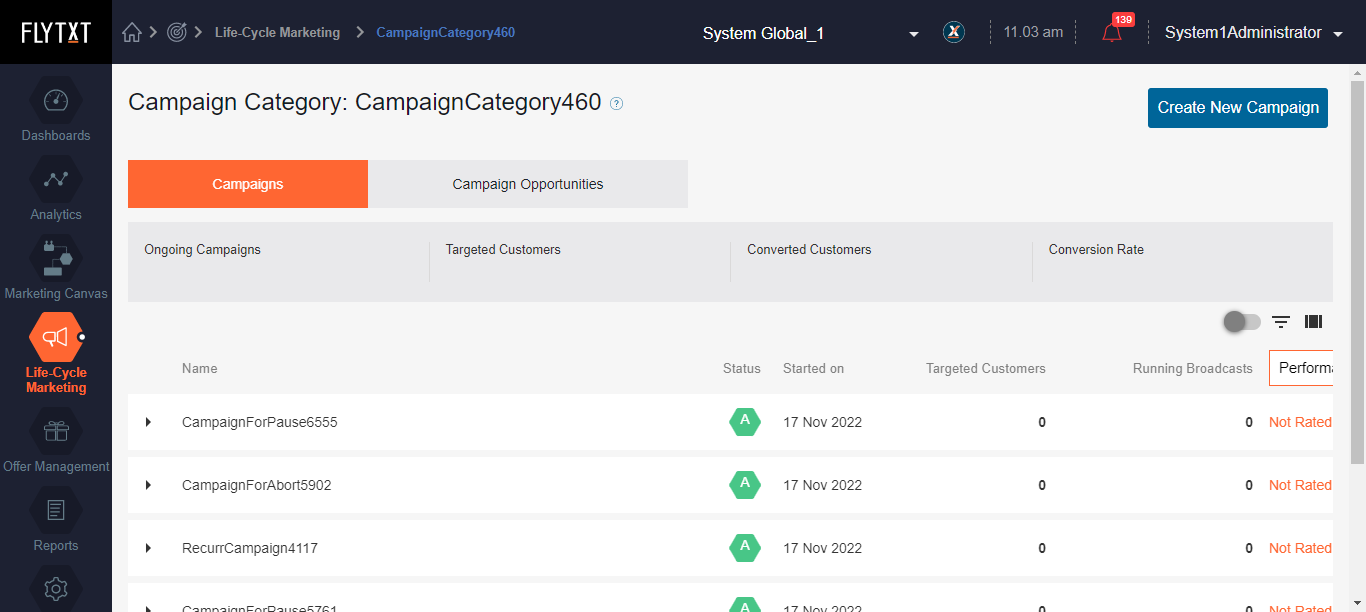 FLYTXT
Life-Cycle Marketing
CampaignCategory460
System Global_1
X
11.03 am
139
System1Administrator
Dashboards
Analytics
Marketing Canvas
Life-Cycle
Marketing
Offer Management
Reports
Campaign Category: CampaignCategory460 ?
Create New Campaign
Campaigns
Campaign Opportunities
Ongoing Campaigns
Targeted Customers
Converted Customers
Conversion Rate
Name Status Started on Targeted Customers Running Broadcasts Performa
CampaignForPause6555 A 17 Nov 2022 0 0 Not Rated
CampaignForAbort5902 A 17 Nov 2022 0 0 Not Rated
RecurrCampaign4117 A 17 Nov 2022 0 0 Not Rated
CampaignForPause5761 A 17 Nov 2022 0 0 Not Rated